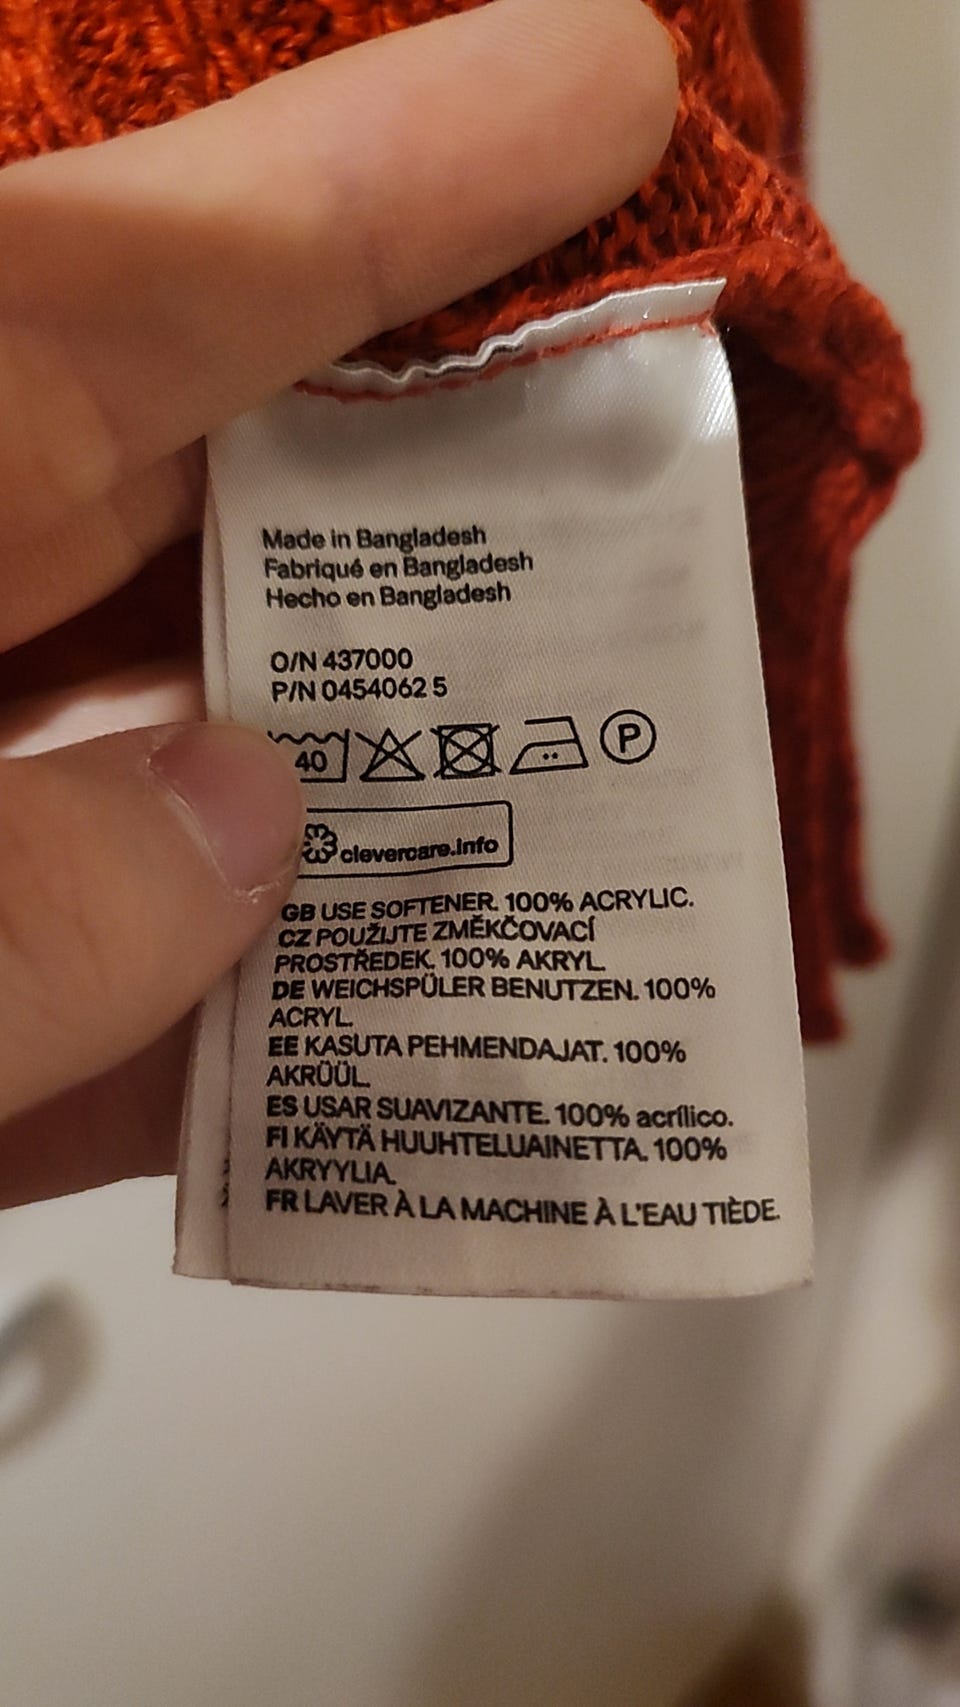 Made in Bangladesh
Fabriqué en Bangladesh
Hecho en Bangladesh
O/N 437000
P/N 0454062 5
40
P
clevercare.info
GB USE SOFTENER. 100% ACRYLIC.
CZ POUŽIJTE ZMĚKČOVACÍ
PROSTŘEDEK. 100% AKRYL.
DE WEICHSPÜLER BENUTZEN. 100%
ACRYL.
EE KASUTA PEHMENDAJAT. 100%
AKRÜÜL.
ES USAR SUAVIZANTE. 100% acrílico.
FI KÄYTÄ HUUHTELUAINETTA. 100%
AKRYYLIA.
FR LAVER À LA MACHINE À L'EAU TIÈDE.